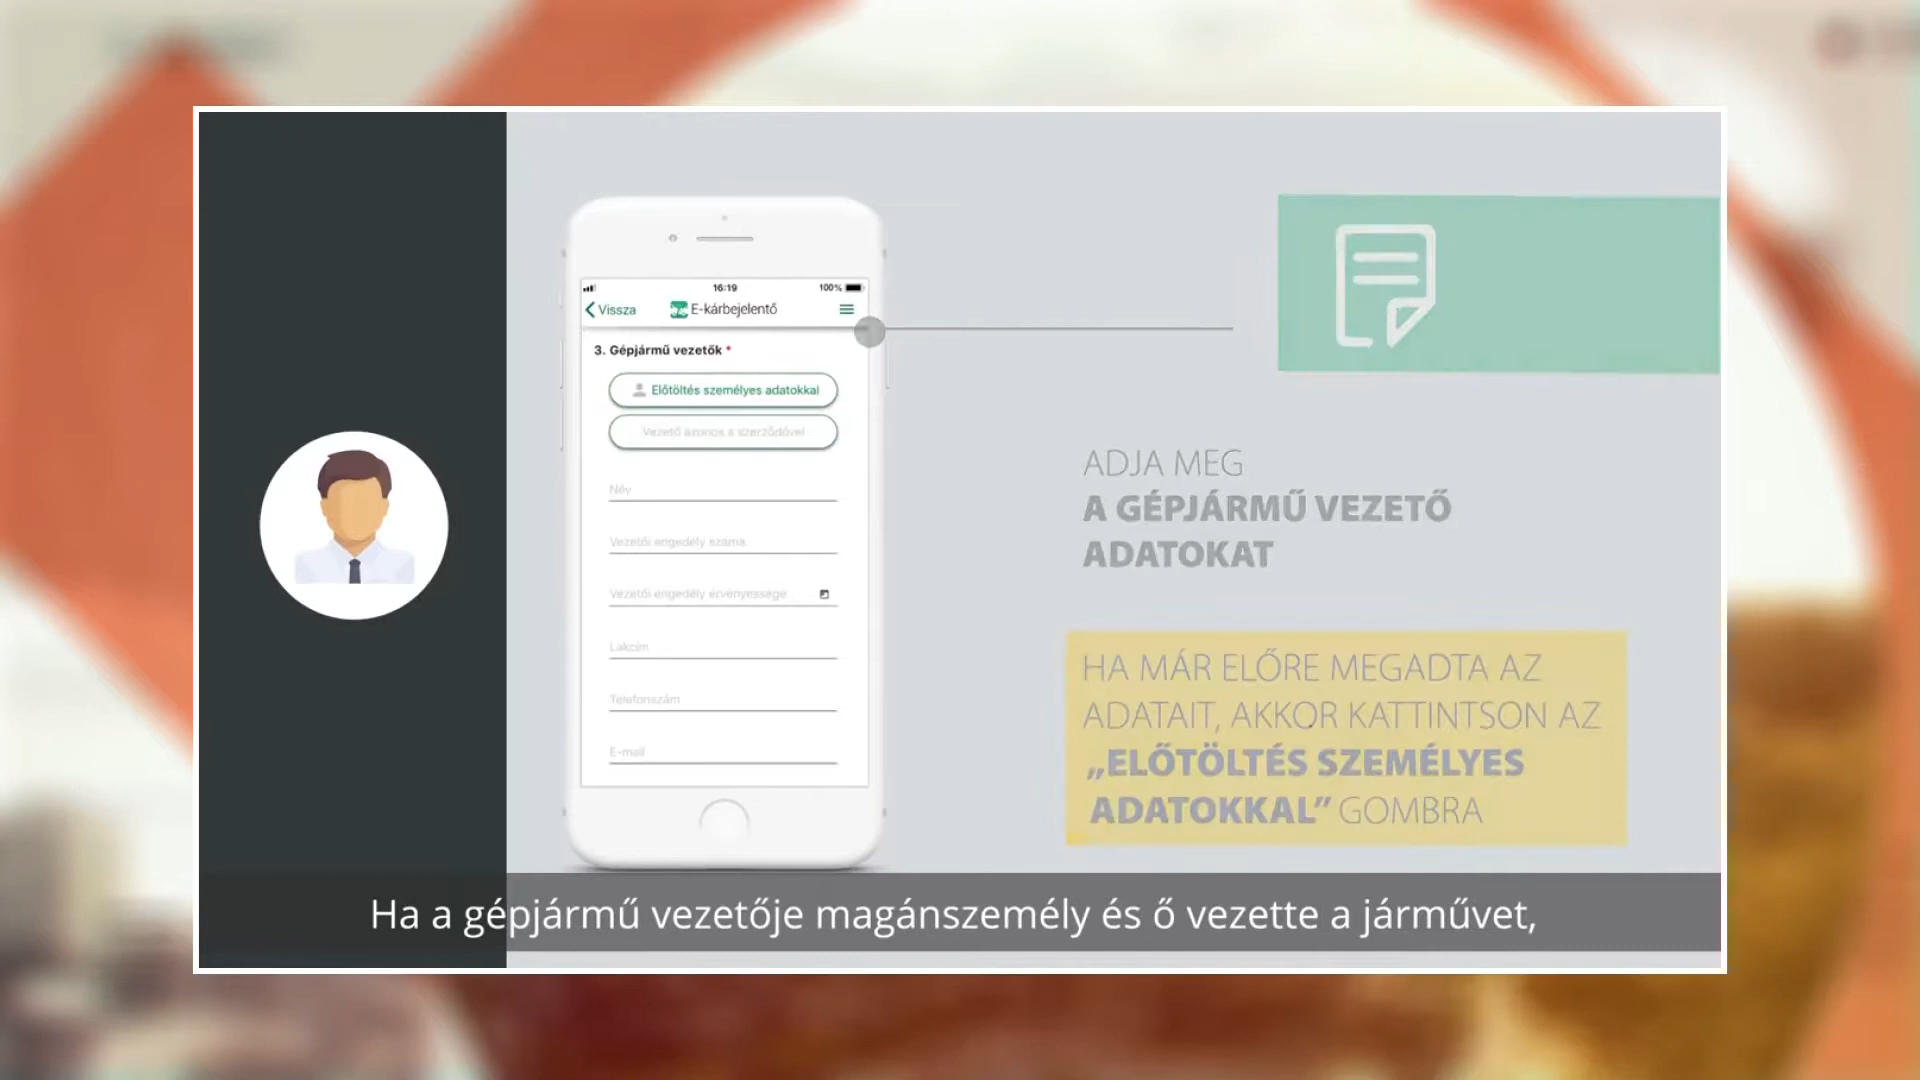 16:19
100%
Vissza
E-kárbejelentő
3. Gépjármű vezetők *
Előtöltés személyes adatokkal
Vezető azonos a szerződővel
Név
Vezetői engedély száma
Vezetői engedély érvényessége
Lakcím
Telefonszám
E-mail
ADJA MEG
A GÉPJÁRMŰ VEZETŐ
ADATOKAT
HA MÁR ELŐRE MEGADTA AZ
ADATAIT, AKKOR KATTINTSON AZ
„ELŐTÖLTÉS SZEMÉLYES
ADATOKKAL” GOMBRA
Ha a gépjármű vezetője magánszemély és ő vezette a járművet,